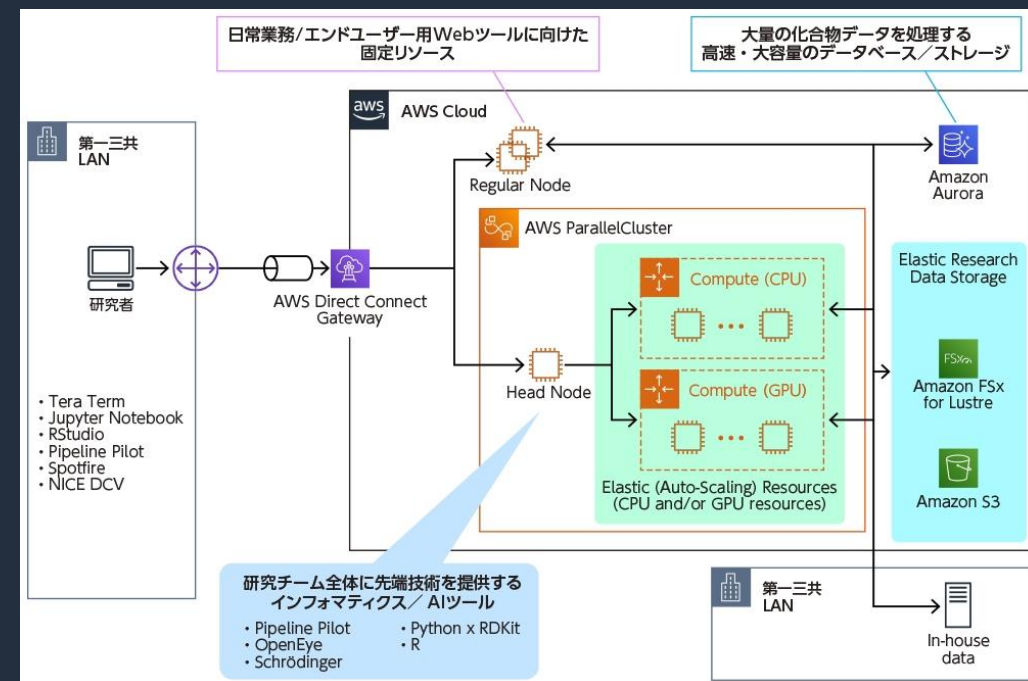 日常業務/エンドユーザー用Webツールに向けた
固定リソース
大量の化合物データを処理する
高速・大容量のデータベース／ストレージ
aws
AWS Cloud
第一三共
LAN
Regular Node
Amazon
Aurora
AWS ParallelCluster
Elastic Research
Data Storage
Compute (CPU)
研究者
AWS Direct Connect
Gateway
Head Node
FSx
Amazon FSx
for Lustre
Compute (GPU)
・Tera Term
・Jupyter Notebook
・RStudio
・Pipeline Pilot
・Spotfire
・NICE DCV
Elastic (Auto-Scaling) Resources
(CPU and/or GPU resources)
Amazon S3
研究チーム全体に先端技術を提供する
インフォマティクス／AIツール
・Pipeline Pilot
・OpenEye
・Schrödinger
・Python x RDKit
・R
第一三共
LAN
In-house
data